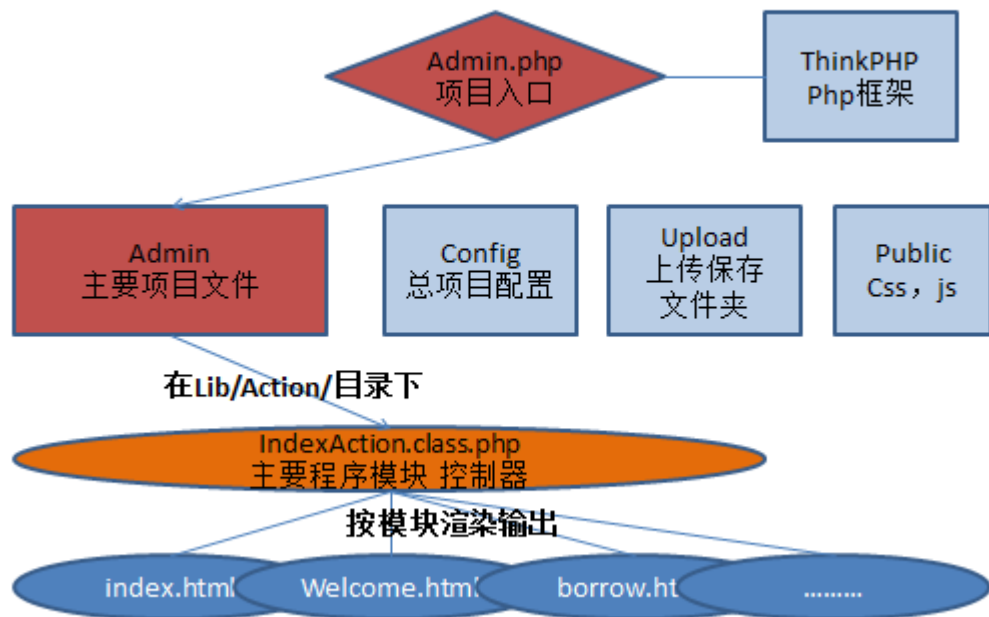 Admin.php
项目入口
ThinkPHP
Php框架
Admin
主要项目文件
Config
总项目配置
Upload
上传保存
文件夹
Public
Css，js
在Lib/Action/目录下
IndexAction.class.php
主要程序模块 控制器
按模块渲染输出
index.html
Welcome.html
borrow.ht
………